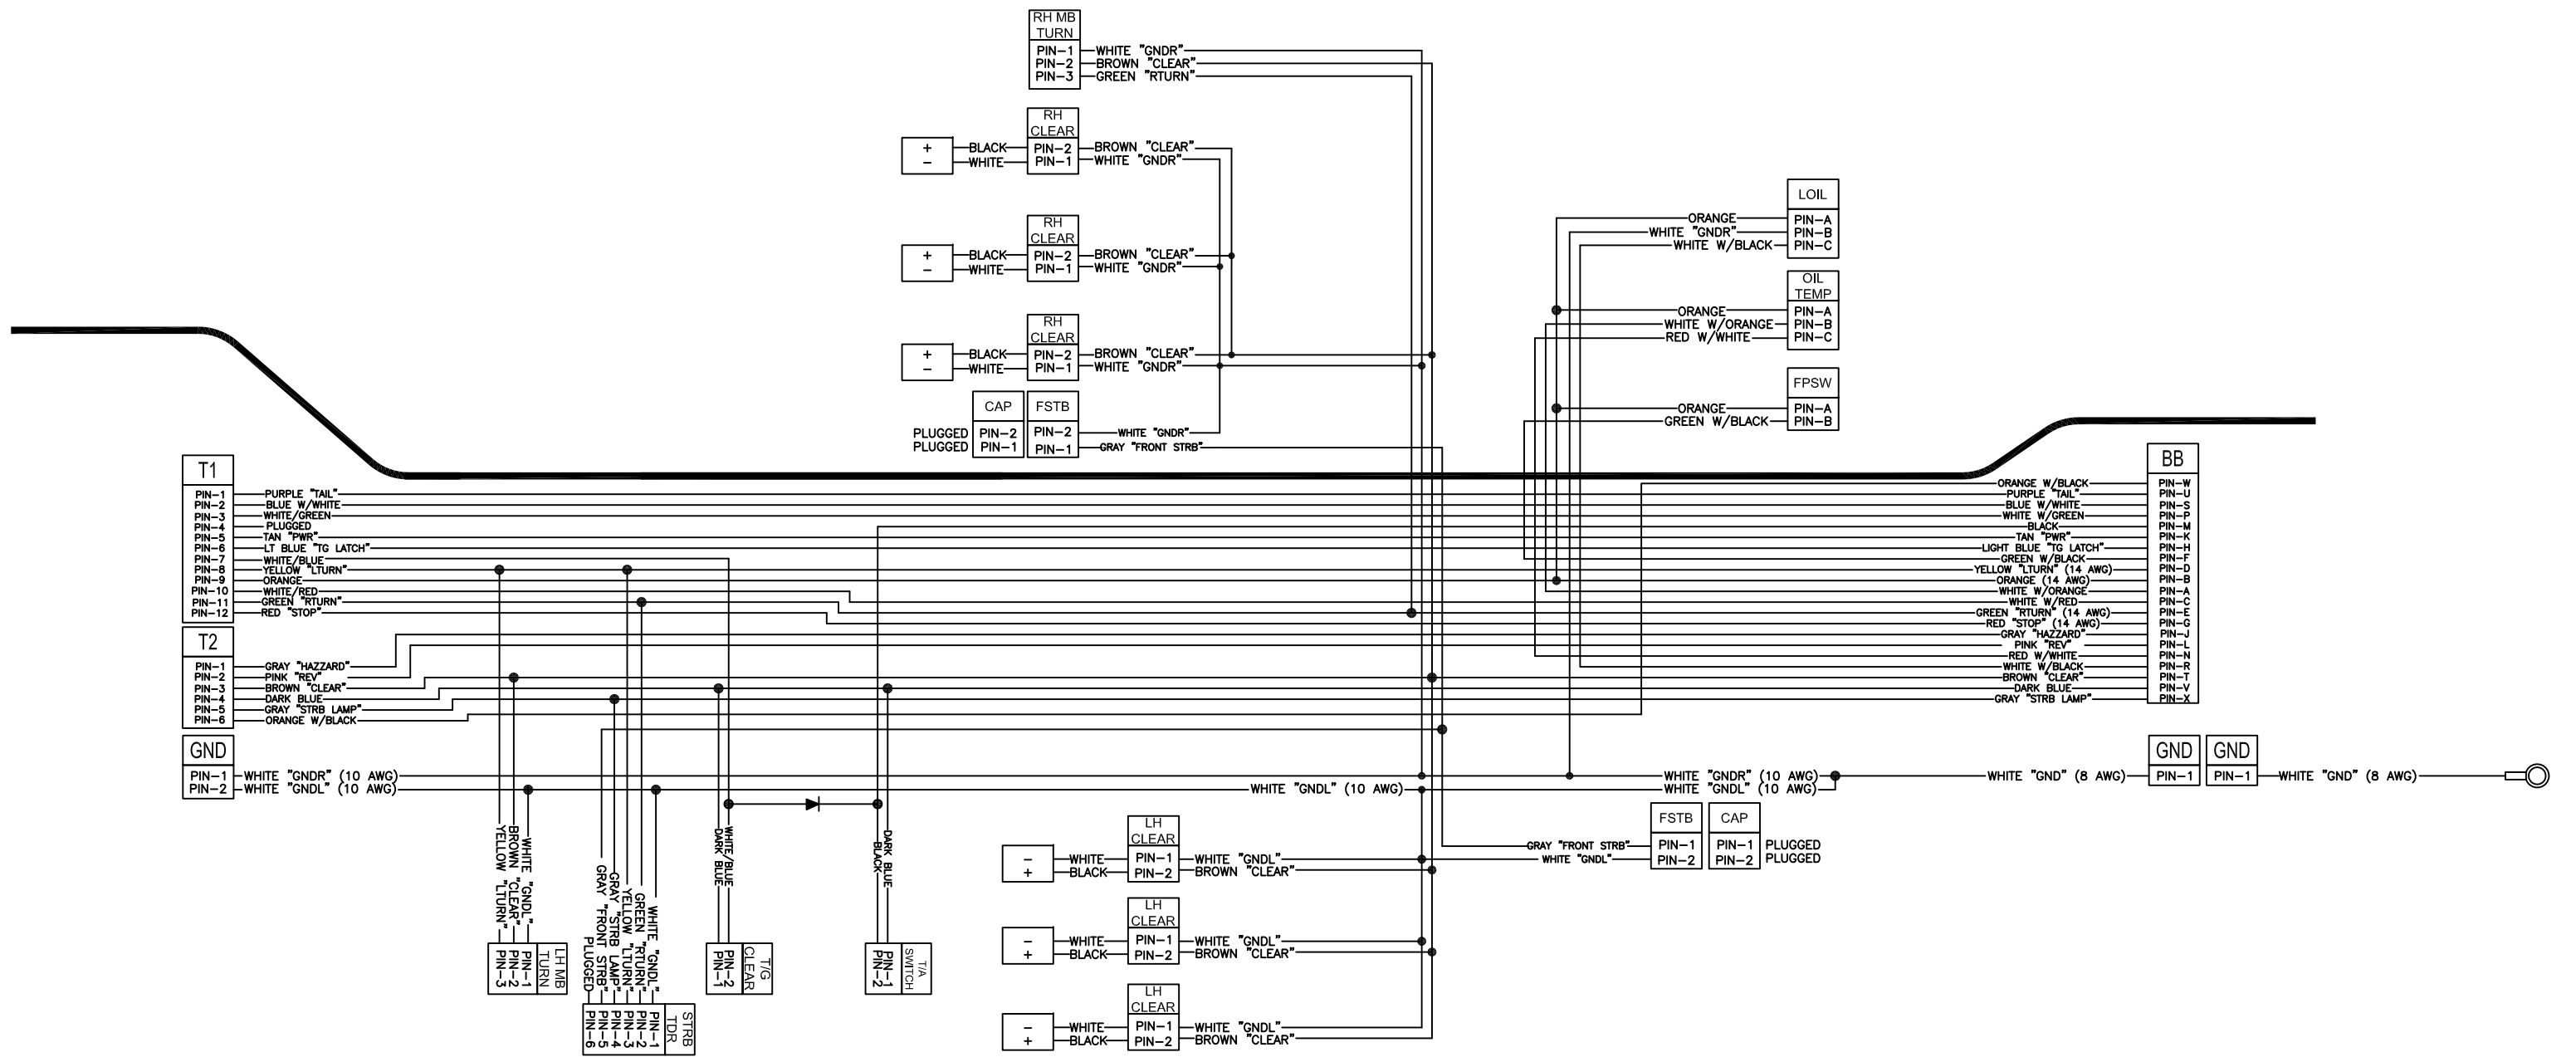 RH MB
TURN
PIN-1 WHITE "GNDR"
PIN-2 BROWN "CLEAR"
PIN-3 GREEN "RTURN"
RH
CLEAR
+ BLACK PIN-2 BROWN "CLEAR"
- WHITE PIN-1 WHITE "GNDR"
RH
CLEAR
+ BLACK PIN-2 BROWN "CLEAR"
- WHITE PIN-1 WHITE "GNDR"
RH
CLEAR
+ BLACK PIN-2 BROWN "CLEAR"
- WHITE PIN-1 WHITE "GNDR"
CAP FSTB
PLUGGED PIN-2 PIN-2 WHITE "GNDR"
PLUGGED PIN-1 PIN-1 GRAY "FRONT STRB"
LOIL
ORANGE PIN-A
WHITE "GNDR" PIN-B
WHITE W/BLACK PIN-C
OIL
TEMP
ORANGE PIN-A
WHITE W/ORANGE PIN-B
RED W/WHITE PIN-C
FPSW
ORANGE PIN-A
GREEN W/BLACK PIN-B
T1
PIN-1 PURPLE "TAIL"
PIN-2 BLUE W/WHITE
PIN-3 WHITE/GREEN
PIN-4 PLUGGED
PIN-5 TAN "PWR"
PIN-6 LT BLUE "TG LATCH"
PIN-7 WHITE/BLUE
PIN-8 YELLOW "LTURN"
PIN-9 ORANGE
PIN-10 WHITE/RED
PIN-11 GREEN "RTURN"
PIN-12 RED "STOP"
T2
PIN-1 GRAY "HAZZARD"
PIN-2 PINK "REV"
PIN-3 BROWN "CLEAR"
PIN-4 DARK BLUE
PIN-5 GRAY "STRB LAMP"
PIN-6 ORANGE W/BLACK
GND
PIN-1 WHITE "GNDR" (10 AWG)
PIN-2 WHITE "GNDL" (10 AWG)
BB
ORANGE W/BLACK PIN-W
PURPLE "TAIL" PIN-U
BLUE W/WHITE PIN-S
WHITE W/GREEN PIN-P
BLACK PIN-M
TAN "PWR" PIN-K
LIGHT BLUE "TG LATCH" PIN-H
GREEN W/BLACK PIN-F
YELLOW "LTURN" (14 AWG) PIN-D
ORANGE (14 AWG) PIN-B
WHITE W/ORANGE PIN-A
WHITE W/RED PIN-C
GREEN "RTURN" (14 AWG) PIN-E
RED "STOP" (14 AWG) PIN-G
GRAY "HAZZARD" PIN-J
PINK "REV" PIN-L
RED W/WHITE PIN-N
WHITE W/BLACK PIN-R
BROWN "CLEAR" PIN-T
DARK BLUE PIN-V
GRAY "STRB LAMP" PIN-X
WHITE "GNDL" (10 AWG)
WHITE "GNDR" (10 AWG)
WHITE "GNDL" (10 AWG)
GND GND
WHITE "GND" (8 AWG) PIN-1 PIN-1 WHITE "GND" (8 AWG)
FSTB CAP
GRAY "FRONT STRB" PIN-1 PIN-1 PLUGGED
WHITE "GNDL" PIN-2 PIN-2 PLUGGED
LH
CLEAR
- WHITE PIN-1 WHITE "GNDL"
+ BLACK PIN-2 BROWN "CLEAR"
LH
CLEAR
- WHITE PIN-1 WHITE "GNDL"
+ BLACK PIN-2 BROWN "CLEAR"
LH
CLEAR
- WHITE PIN-1 WHITE "GNDL"
+ BLACK PIN-2 BROWN "CLEAR"
LH MB
TURN
WHITE "GNDL" PIN-1
BROWN "CLEAR" PIN-2
YELLOW "LTURN" PIN-3
STRB
TDR
WHITE "GNDL" PIN-1
GREEN "RTURN" PIN-2
YELLOW "LTURN" PIN-3
GRAY "STRB LAMP" PIN-4
GRAY "FRONT STRB" PIN-5
PLUGGED PIN-6
T/G
CLEAR
WHITE/BLUE PIN-2
DARK BLUE PIN-1
T/A
SWITCH
DARK BLUE PIN-1
BLACK PIN-2